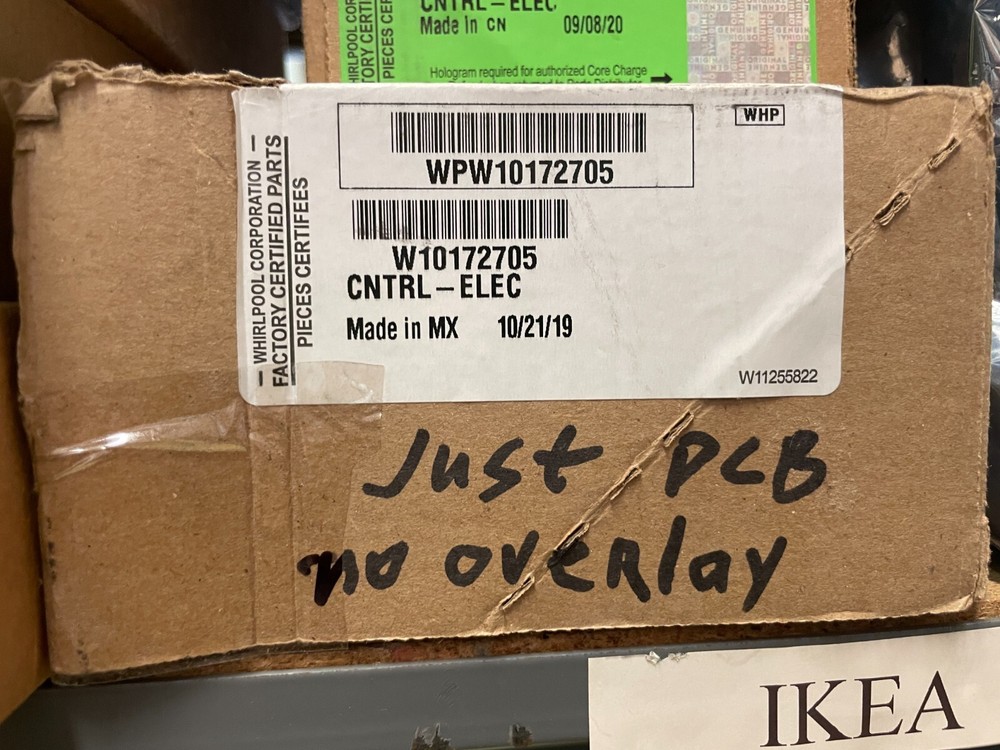 CNTRL-ELEC
Made in CN 09/08/20
Hologram required for authorized Core Charge
WHIRLPOOL CORPORATION
FACTORY CERTIFIED PARTS
PIECES CERTIFEES
WHP
WPW10172705
W10172705
CNTRL-ELEC
Made in MX 10/21/19
W11255822
Just PCB
no overlay
IKEA